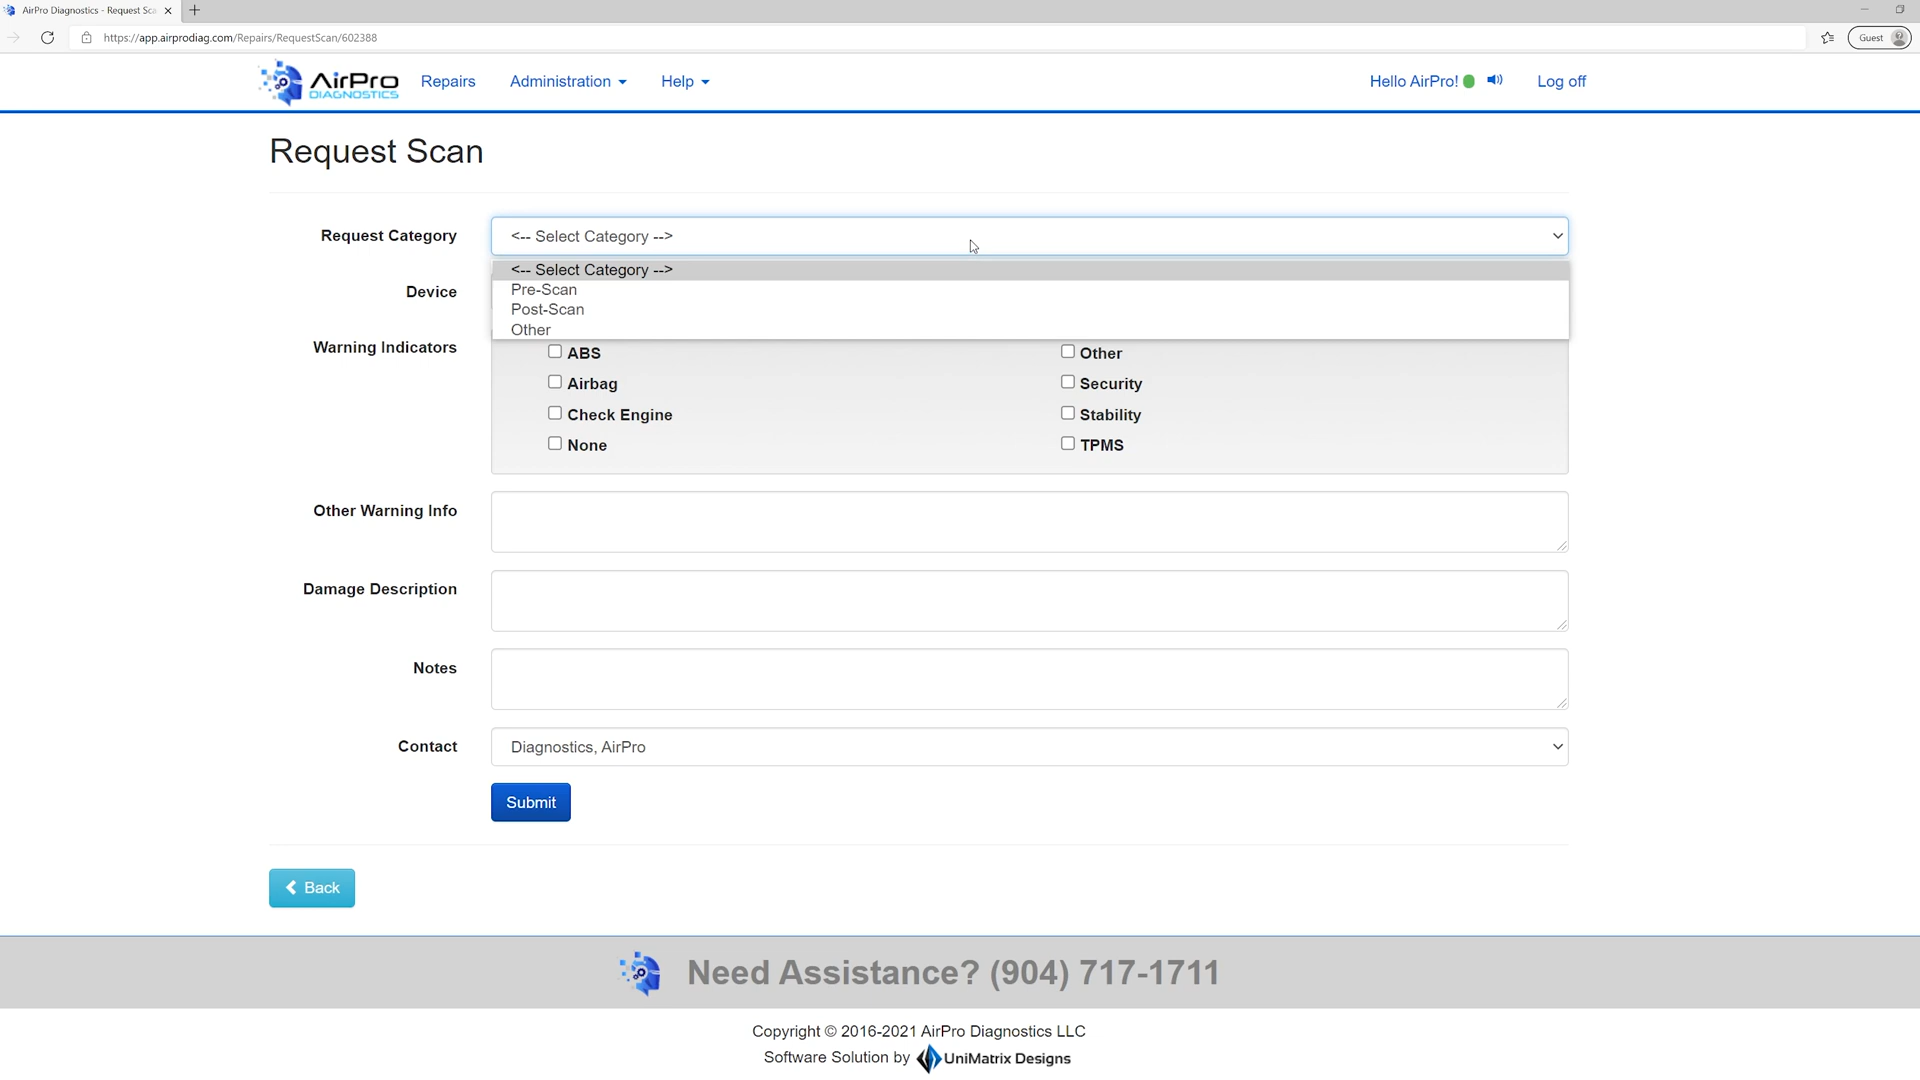 AirPro Diagnostics - Request Sca
https://app.airprodiag.com/Repairs/RequestScan/602388
Guest
AirPro
DIAGNOSTICS
Repairs
Administration
Help
Hello AirPro!
Log off
Request Scan
Request Category
<-- Select Category -->
<-- Select Category -->
Pre-Scan
Post-Scan
Other
Device
Warning Indicators
ABS
Other
Airbag
Security
Check Engine
Stability
None
TPMS
Other Warning Info
Damage Description
Notes
Contact
Diagnostics, AirPro
Submit
Back
Need Assistance? (904) 717-1711
Copyright © 2016-2021 AirPro Diagnostics LLC
Software Solution by UniMatrix Designs